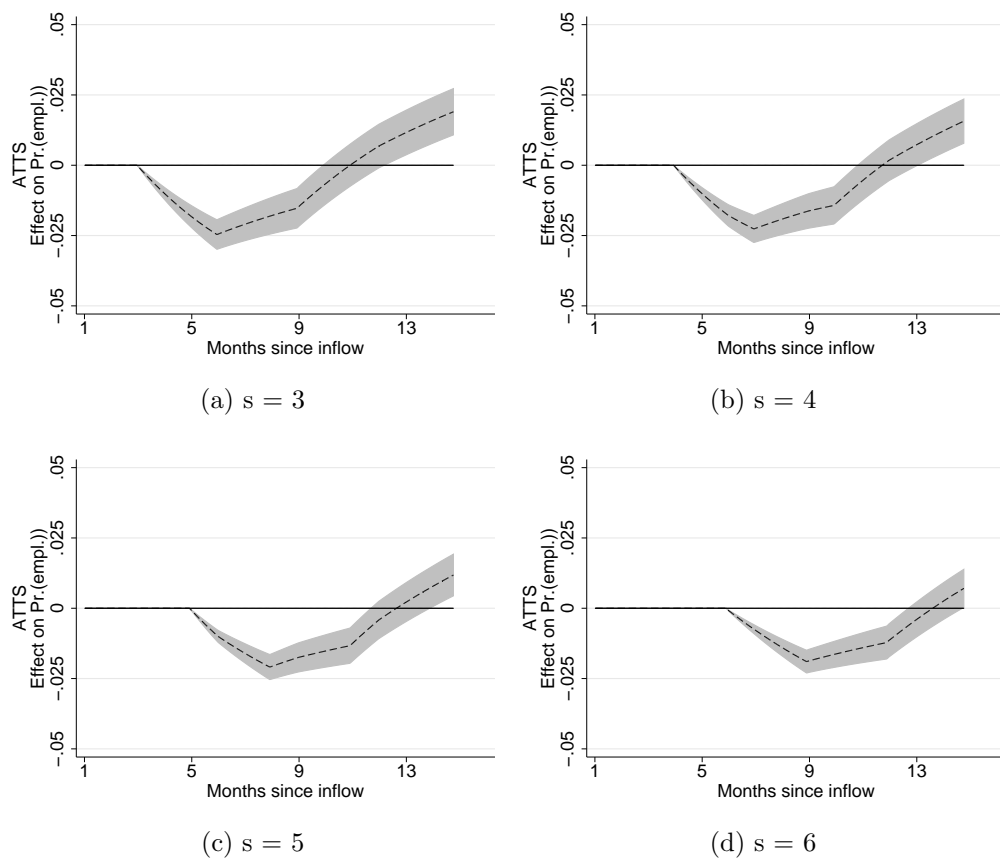 ATTS
Effect on Pr.(empl.))
.05
.025
0
−.025
−.05
1 5 9 13
Months since inflow
(a) s = 3
ATTS
Effect on Pr.(empl.))
.05
.025
0
−.025
−.05
1 5 9 13
Months since inflow
(b) s = 4
ATTS
Effect on Pr.(empl.))
.05
.025
0
−.025
−.05
1 5 9 13
Months since inflow
(c) s = 5
ATTS
Effect on Pr.(empl.))
.05
.025
0
−.025
−.05
1 5 9 13
Months since inflow
(d) s = 6